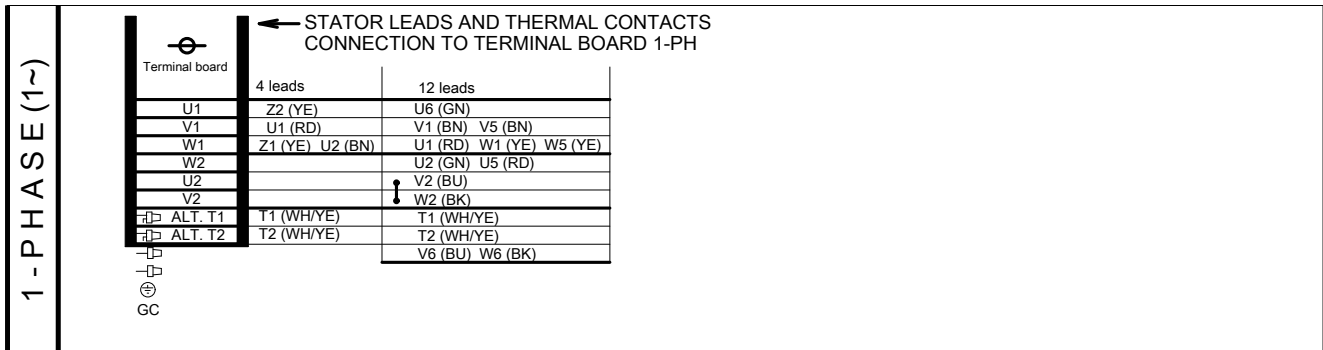 1 - P H A S E (1~)
STATOR LEADS AND THERMAL CONTACTS
CONNECTION TO TERMINAL BOARD 1-PH
Terminal board
4 leads 12 leads
U1 Z2 (YE) U6 (GN)
V1 U1 (RD) V1 (BN) V5 (BN)
W1 Z1 (YE) U2 (BN) U1 (RD) W1 (YE) W5 (YE)
W2 U2 (GN) U5 (RD)
U2 V2 (BU)
V2 W2 (BK)
ALT. T1 T1 (WH/YE) T1 (WH/YE)
ALT. T2 T2 (WH/YE) T2 (WH/YE)
V6 (BU) W6 (BK)
GC